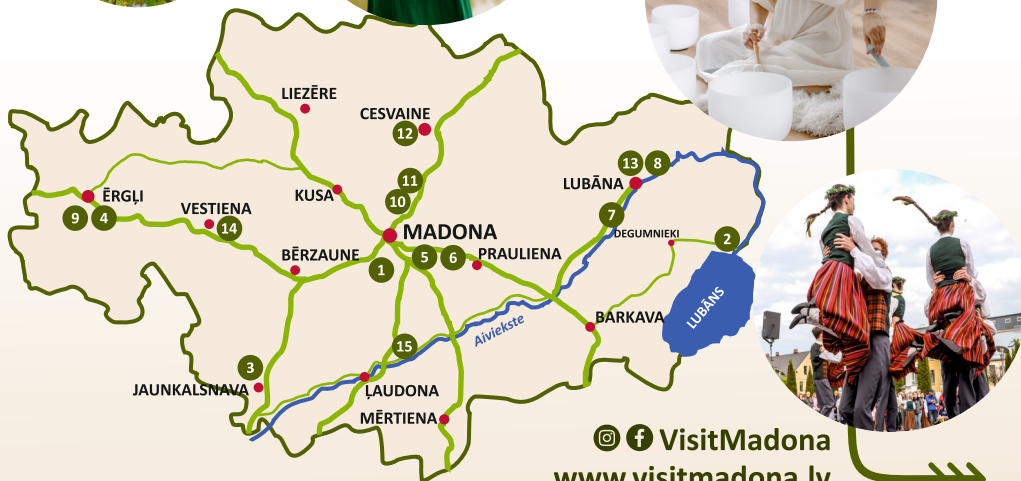 LIEZĒRE
CESVAINE
12
13 8
LUBĀNA
11
10
KUSA
ĒRGĻI
9 4
VESTIENA
14
7
DEGUMNIEKI
2
MADONA
BĒRZAUNE
1
5 6
PRAULIENA
LUBĀNS
BARKAVA
Aiviekste
15
3
JAUNKALSNAVA
ĻAUDONA
MĒRTIENA
VisitMadona
www.visitmadona.lv